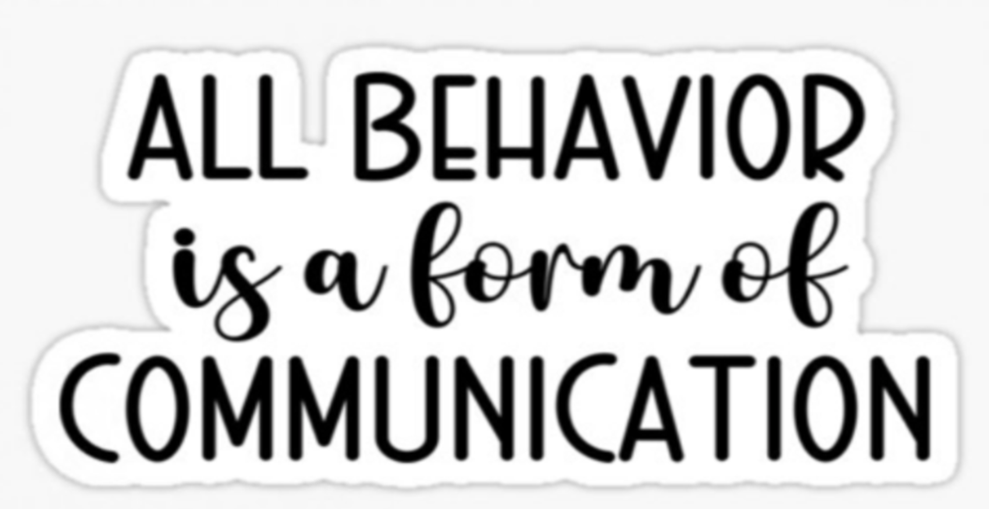 ALL BEHAVIOR
is a form of
COMMUNICATION